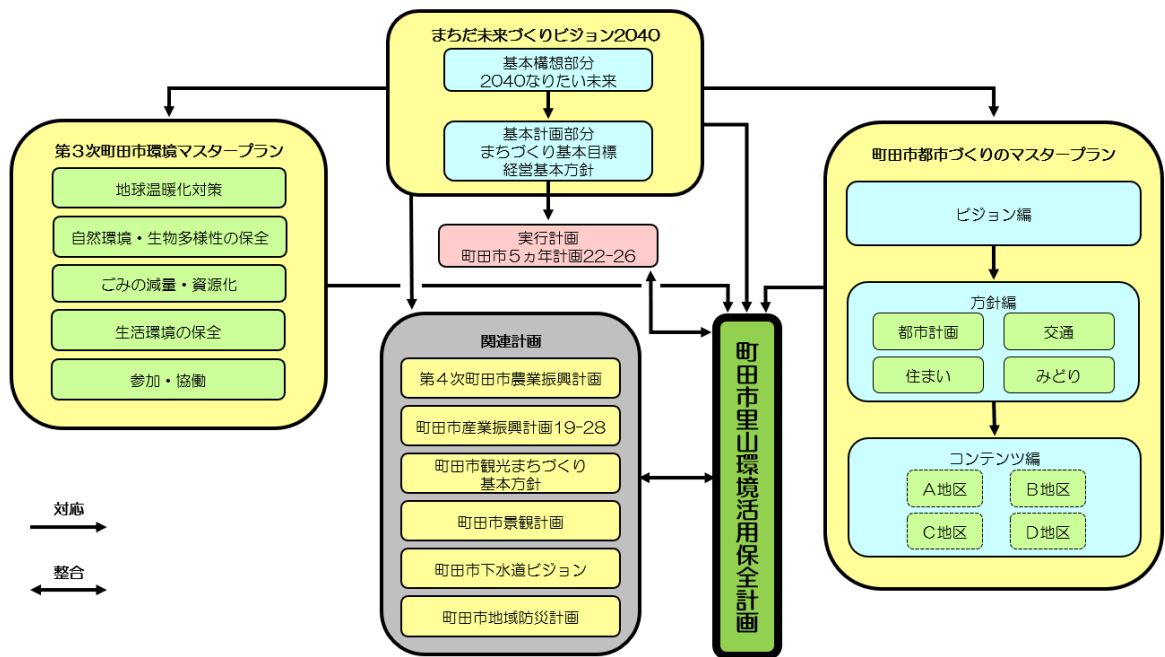 まちだ未来づくりビジョン2040
基本構想部分
2040なりたい未来
基本計画部分
まちづくり基本目標
経営基本方針
実行計画
町田市5ヵ年計画22-26
第3次町田市環境マスタープラン
地球温暖化対策
自然環境・生物多様性の保全
ごみの減量・資源化
生活環境の保全
参加・協働
関連計画
第4次町田市農業振興計画
町田市産業振興計画19-28
町田市観光まちづくり
基本方針
町田市景観計画
町田市下水道ビジョン
町田市地域防災計画
町田市里山環境活用保全計画
町田市都市づくりのマスタープラン
ビジョン編
方針編
都市計画
交通
住まい
みどり
コンテンツ編
A地区
B地区
C地区
D地区
対応
整合